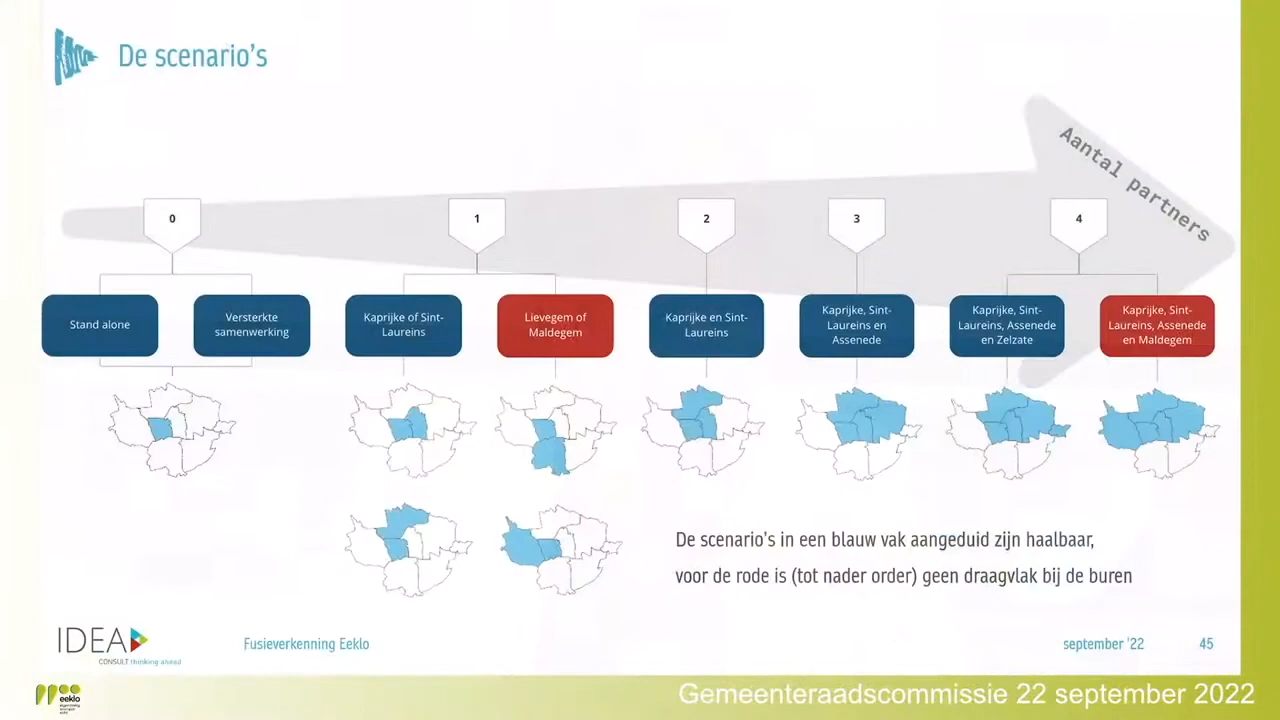 De scenario's
Aantal partners
0
1
2
3
4
Stand alone
Versterkte
samenwerking
Kaprijke of Sint-
Laureins
Lievegem of
Maldegem
Kaprijke en Sint-
Laureins
Kaprijke, Sint-
Laureins en
Assenede
Kaprijke, Sint-
Laureins, Assenede
en Zelzate
Kaprijke, Sint-
Laureins, Assenede
en Maldegem
De scenario's in een blauw vak aangeduid zijn haalbaar,
voor de rode is (tot nader order) geen draagvlak bij de buren
IDEA
CONSULT thinking ahead
Fusieverkenning Eeklo
september '22
45
eeklo
Gemeenteraadscommissie 22 september 2022